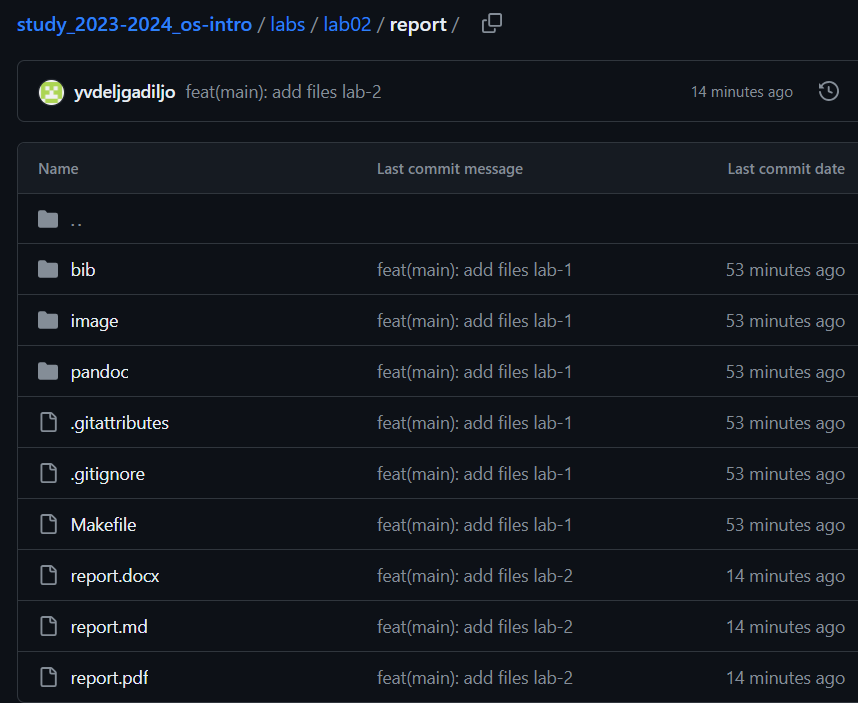 study_2023-2024_os-intro / labs / lab02 / report /
yvdeljgadiljo feat(main): add files lab-2 14 minutes ago
Name Last commit message Last commit date
..
bib feat(main): add files lab-1 53 minutes ago
image feat(main): add files lab-1 53 minutes ago
pandoc feat(main): add files lab-1 53 minutes ago
.gitattributes feat(main): add files lab-1 53 minutes ago
.gitignore feat(main): add files lab-1 53 minutes ago
Makefile feat(main): add files lab-1 53 minutes ago
report.docx feat(main): add files lab-2 14 minutes ago
report.md feat(main): add files lab-2 14 minutes ago
report.pdf feat(main): add files lab-2 14 minutes ago